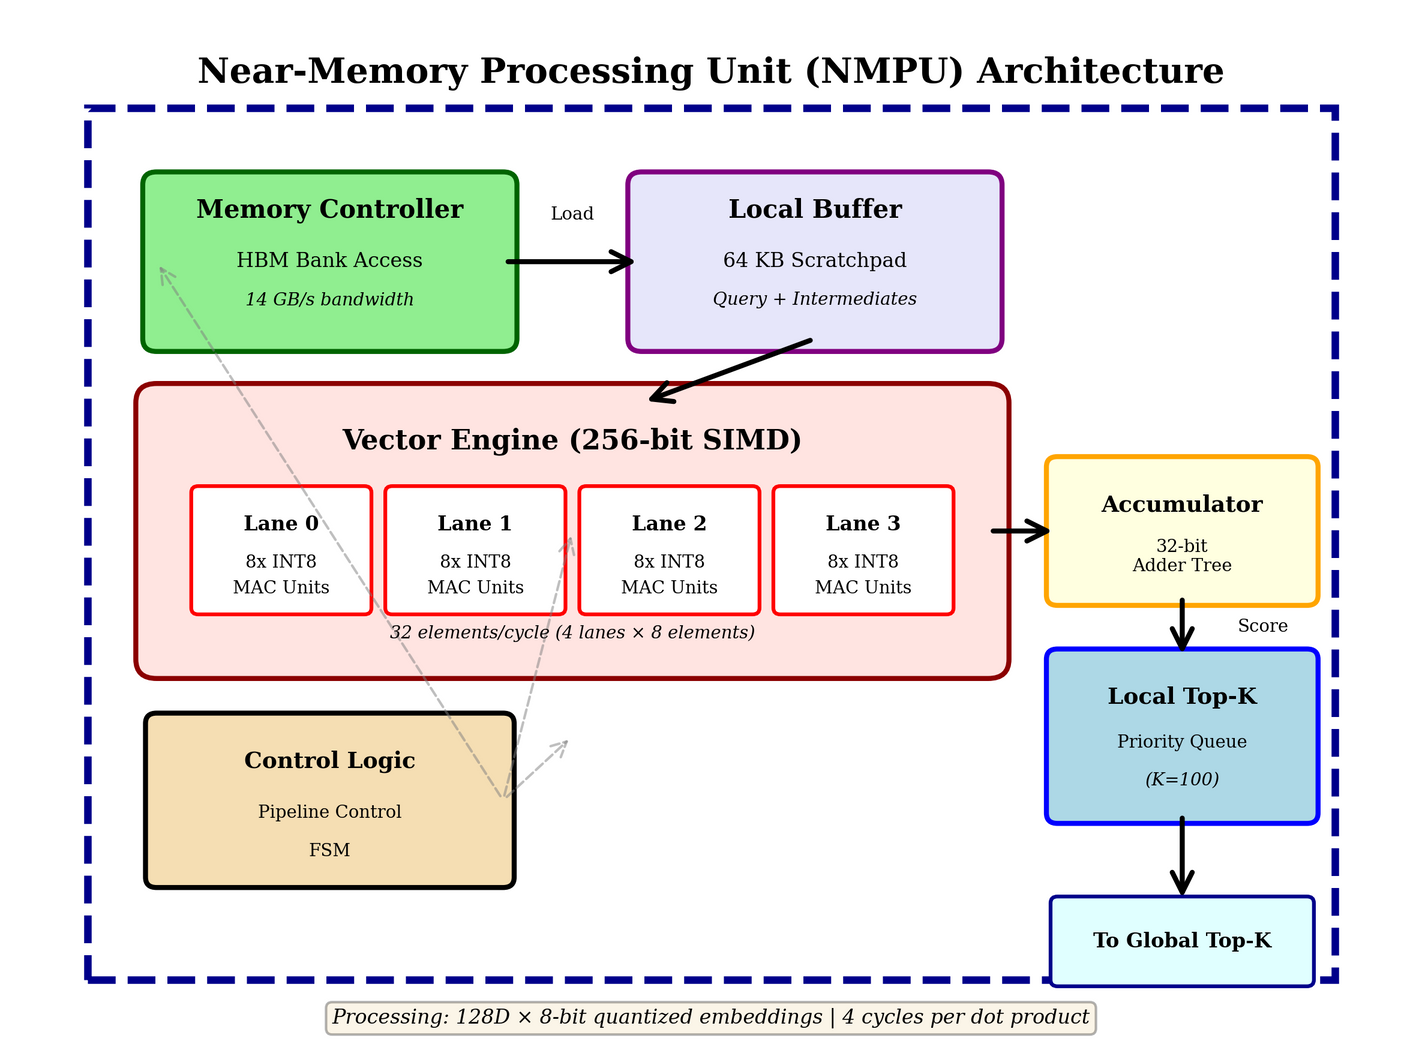 Near-Memory Processing Unit (NMPU) Architecture
Memory Controller
HBM Bank Access
14 GB/s bandwidth
Load
Local Buffer
64 KB Scratchpad
Query + Intermediates
Vector Engine (256-bit SIMD)
Lane 0
8x INT8
MAC Units
Lane 1
8x INT8
MAC Units
Lane 2
8x INT8
MAC Units
Lane 3
8x INT8
MAC Units
32 elements/cycle (4 lanes × 8 elements)
Accumulator
32-bit
Adder Tree
Score
Local Top-K
Priority Queue
(K=100)
Control Logic
Pipeline Control
FSM
To Global Top-K
Processing: 128D × 8-bit quantized embeddings | 4 cycles per dot product